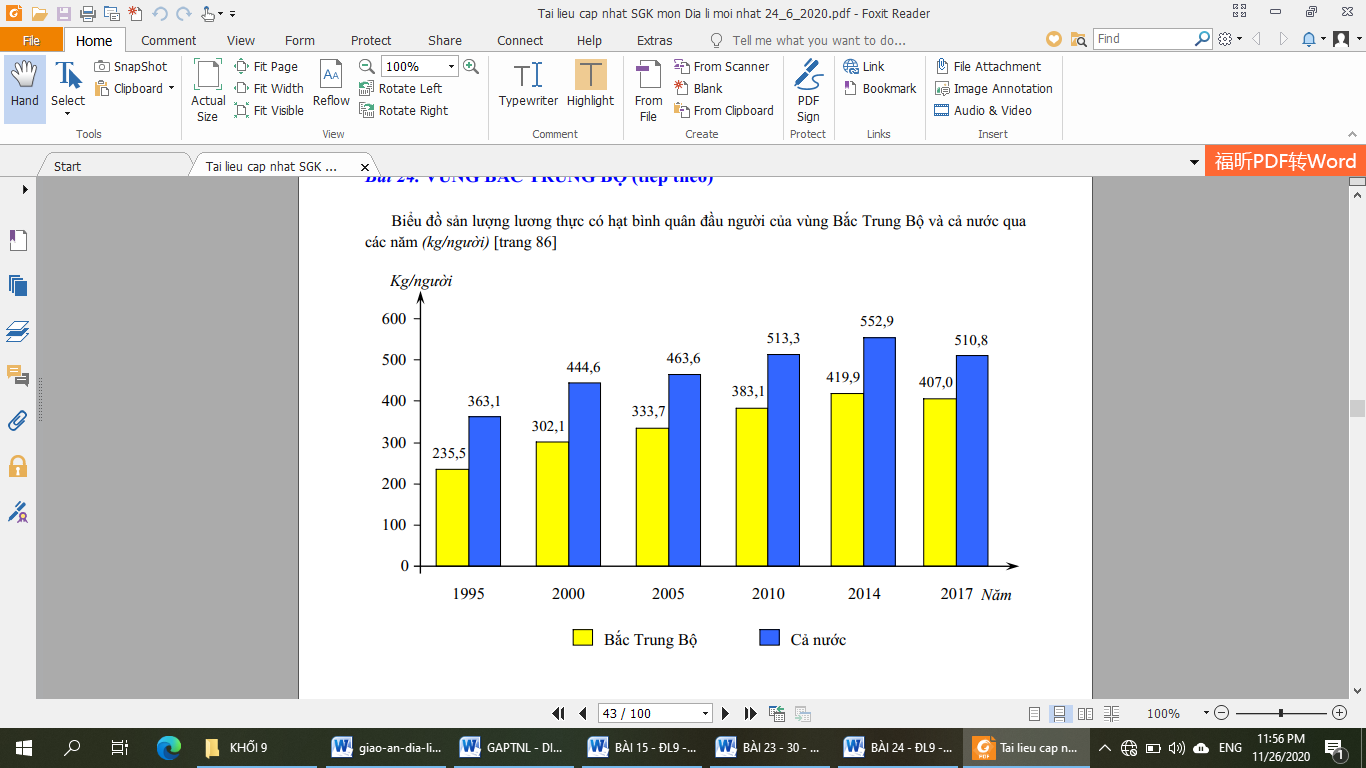 Tai lieu cap nhat SGK mon Dia li moi nhat 24_6_2020.pdf - Foxit Reader
File Home Comment View Form Protect Share Connect Help Extras Tell me what you want to do... Find
Hand
Select
SnapShot
Clipboard
Tools
Actual Size
Fit Page
Fit Width
Fit Visible
Reflow
100%
Rotate Left
Rotate Right
View
Typewriter
Highlight
Comment
From File
From Scanner
Blank
From Clipboard
Create
PDF Sign
Protect
Link
Bookmark
Links
File Attachment
Image Annotation
Audio & Video
Insert
Start
Tai lieu cap nhat SGK ...
福昕PDF转Word
Bài 24. VÙNG BẮC TRUNG BỘ (tiếp theo)
Biểu đồ sản lượng lương thực có hạt bình quân đầu người của vùng Bắc Trung Bộ và cả nước qua
các năm (kg/người) [trang 86]
Kg/người
600
500
400
300
200
100
0
235,5
363,1
302,1
444,6
333,7
463,6
383,1
513,3
419,9
552,9
407,0
510,8
1995 2000 2005 2010 2014 2017 Năm
Bắc Trung Bộ Cả nước
43 / 100
100%
KHỐI 9
giao-an-dia-li...
GAPTNL - DI...
BÀI 15 - ĐL9 -...
BÀI 23 - 30 - ...
BÀI 24 - ĐL9 -...
Tai lieu cap n...
ENG
11:56 PM
11/26/2020
1